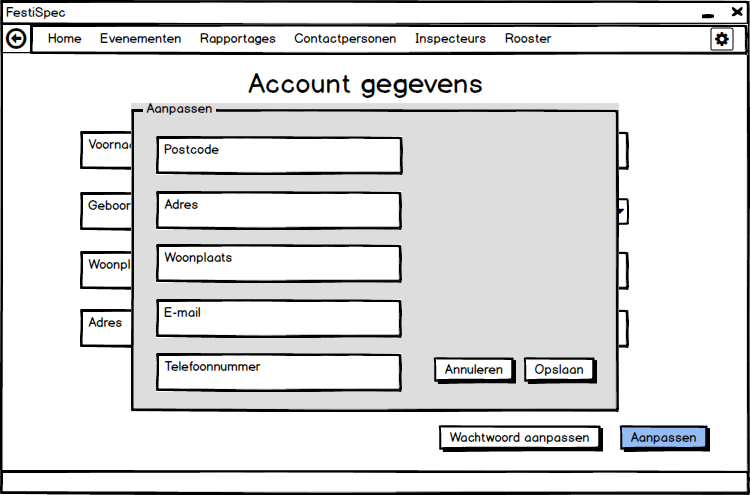 FestiSpec
Home Evenementen Rapportages Contactpersonen Inspecteurs Rooster
Account gegevens
Aanpassen
Voorna
Postcode
Geboor
Adres
Woonpl
Woonplaats
Adres
E-mail
Telefoonnummer
Annuleren Opslaan
Wachtwoord aanpassen Aanpassen